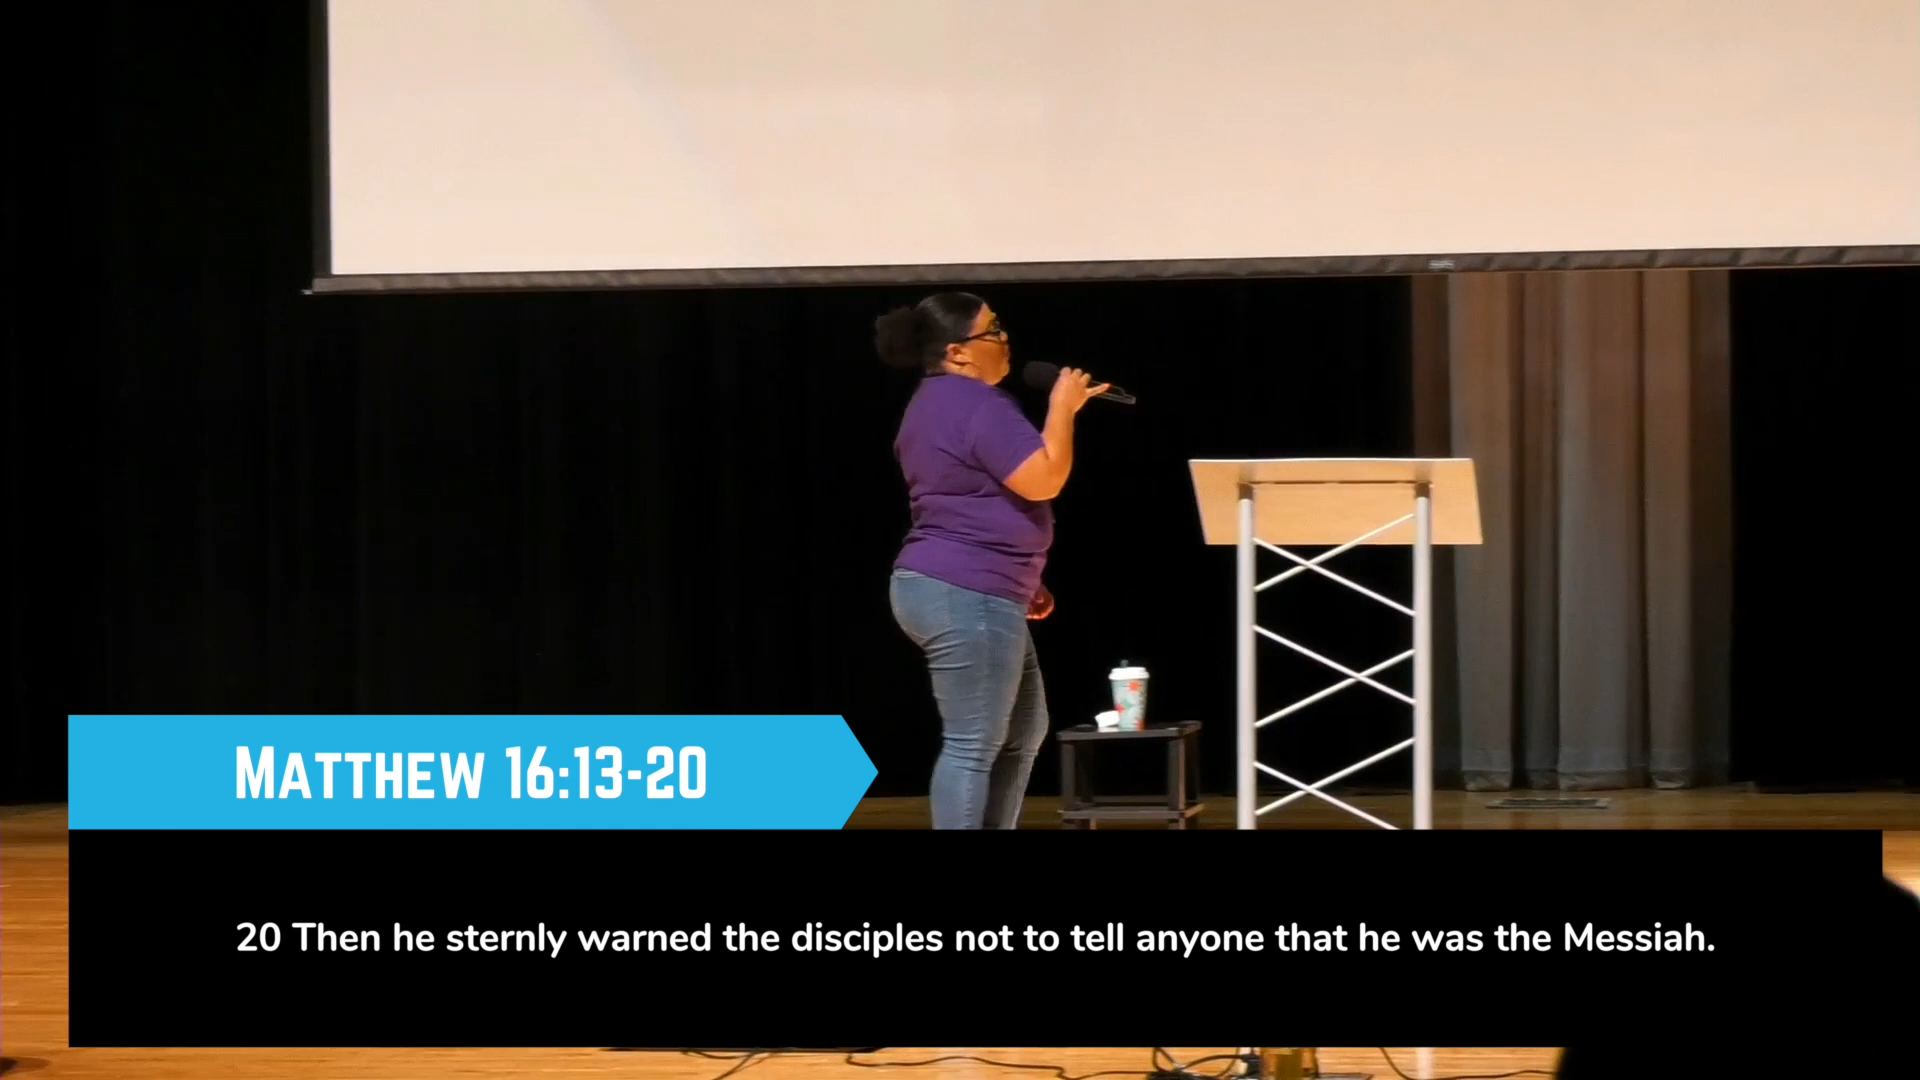 Matthew 16:13-20
20 Then he sternly warned the disciples not to tell anyone that he was the Messiah.